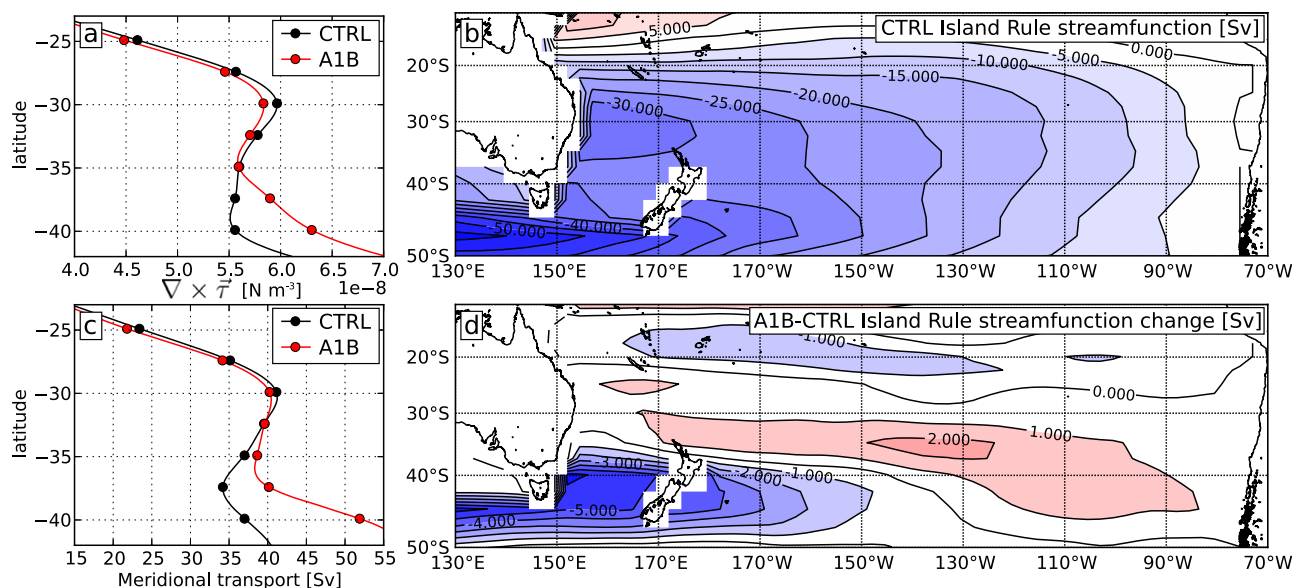 a
CTRL
A1B
latitude
−25
−30
−35
−40
4.0 4.5 5.0 5.5 6.0 6.5 7.0
1e-8
∇ × τ⃗ [N m⁻³]
b
CTRL Island Rule streamfunction [Sv]
5.000
0.000
-5.000
-10.000
-15.000
-20.000
-25.000
-30.000
-40.000
-50.000
20°S
30°S
40°S
50°S
130°E 150°E 170°E 170°W 150°W 130°W 110°W 90°W 70°W
c
CTRL
A1B
latitude
−25
−30
−35
−40
15 20 25 30 35 40 45 50 55
Meridional transport [Sv]
d
A1B-CTRL Island Rule streamfunction change [Sv]
-1.000
0.000
1.000
2.000
-3.000
-2.000
-1.000
-5.000
-4.000
20°S
30°S
40°S
50°S
130°E 150°E 170°E 170°W 150°W 130°W 110°W 90°W 70°W